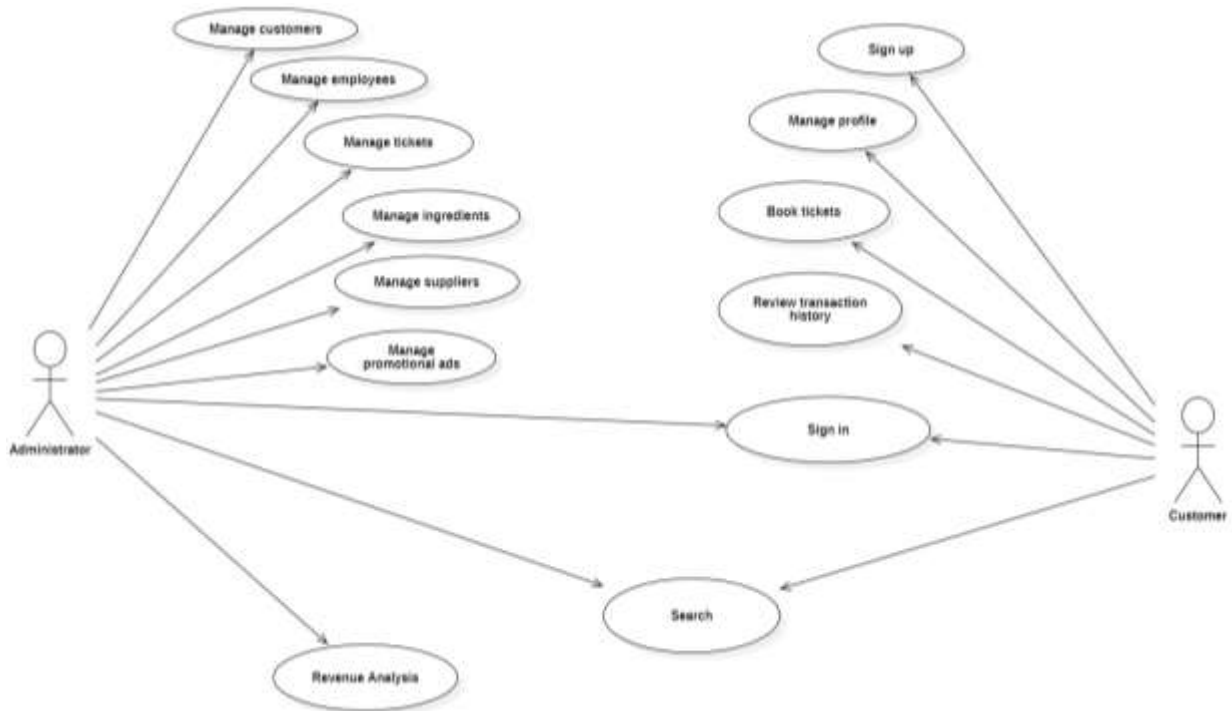 Manage customers
Sign up
Manage employees
Manage profile
Manage tickets
Manage ingredients
Book tickets
Manage suppliers
Review transaction
history
Manage
promotional ads
Sign in
Administrator
Customer
Search
Revenue Analysis